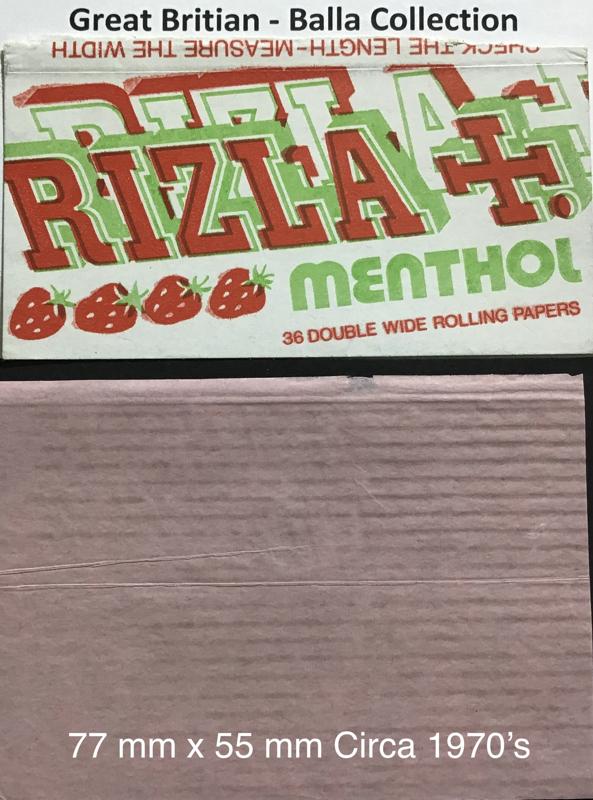 Great Britian - Balla Collection
CHECK THE LENGTH-MEASURE THE WIDTH
RIZLA
RIZLA
MENTHOL
36 DOUBLE WIDE ROLLING PAPERS
77 mm x 55 mm Circa 1970's